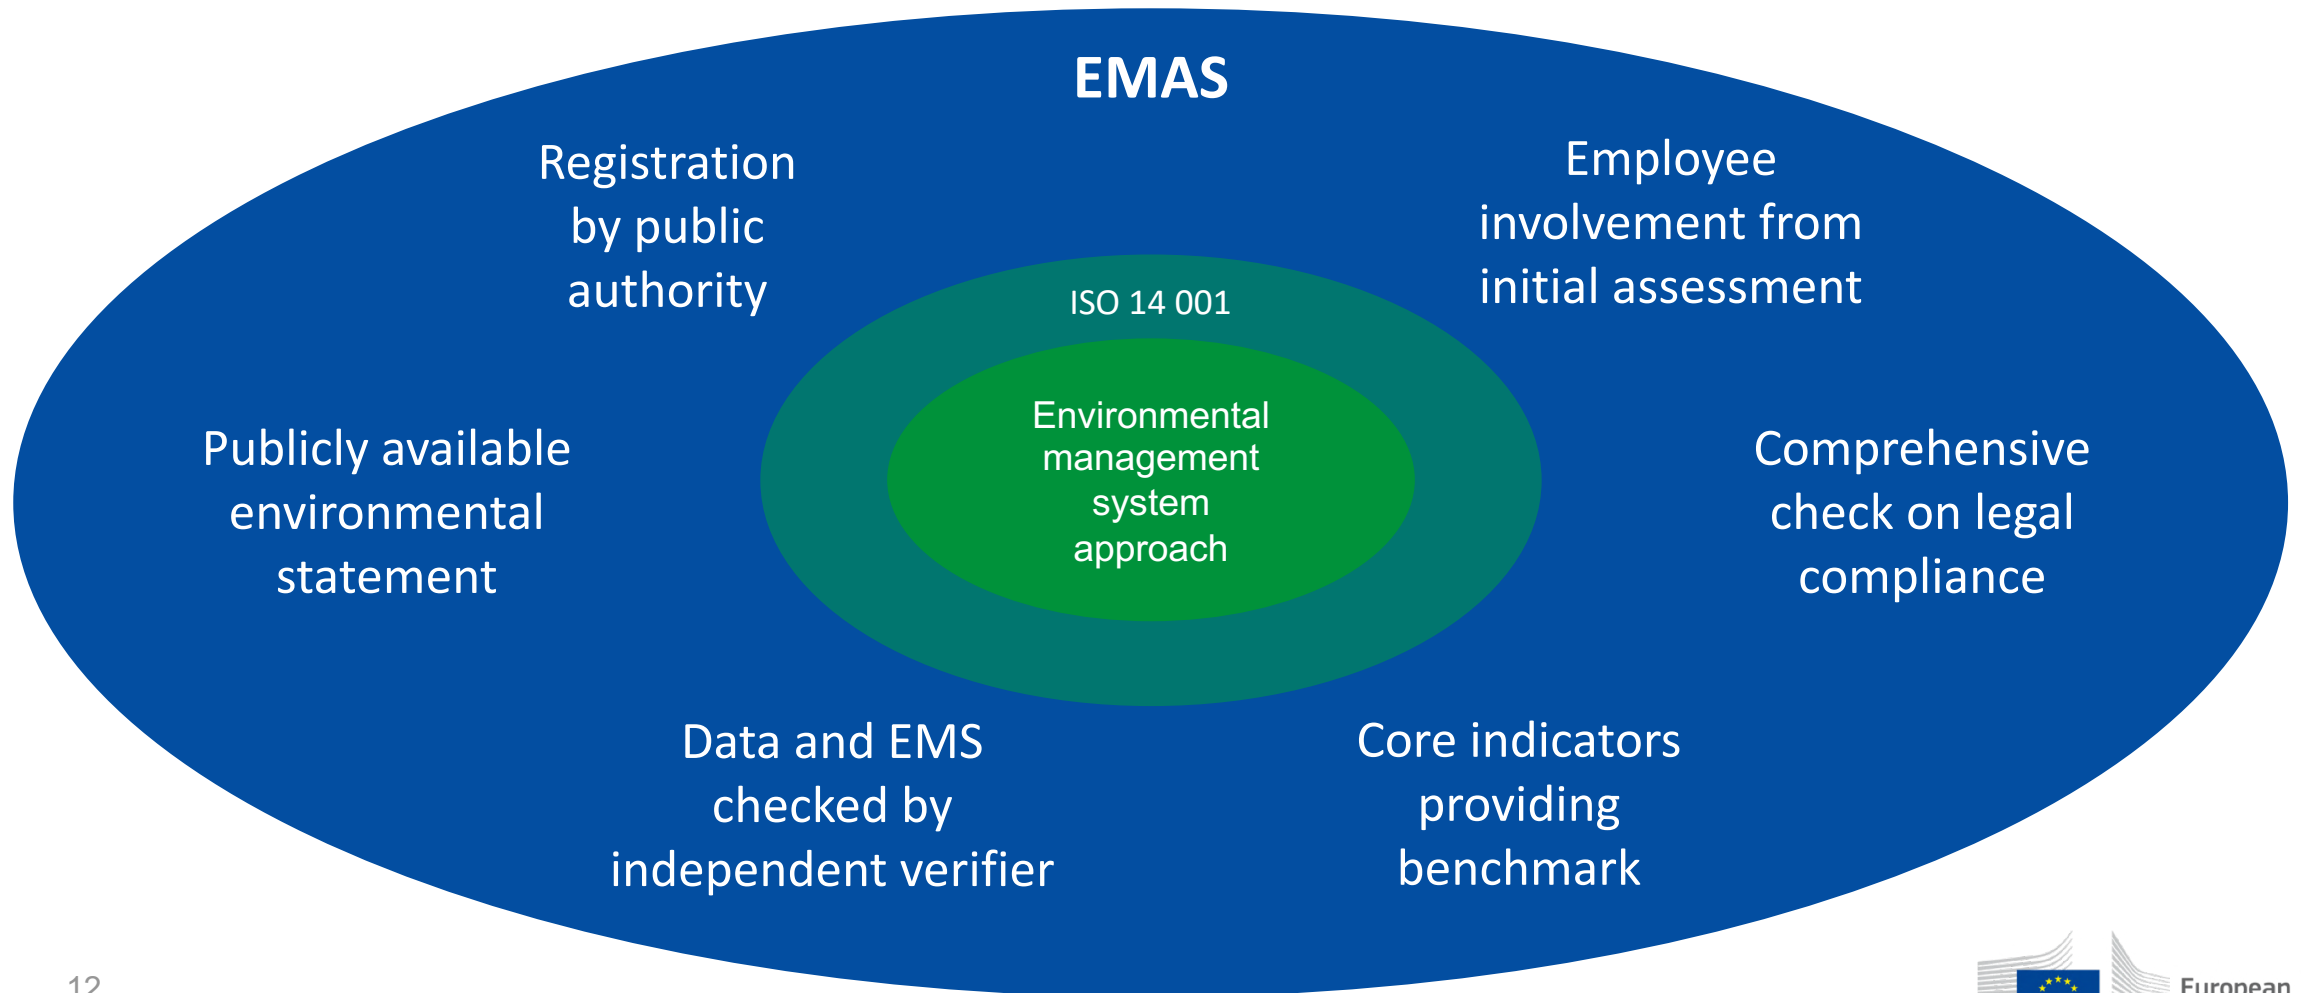 EMAS
Registration
by public
authority
Employee
involvement from
initial assessment
ISO 14 001
Environmental
management
system
approach
Publicly available
environmental
statement
Comprehensive
check on legal
compliance
Data and EMS
checked by
independent verifier
Core indicators
providing
benchmark
12
European